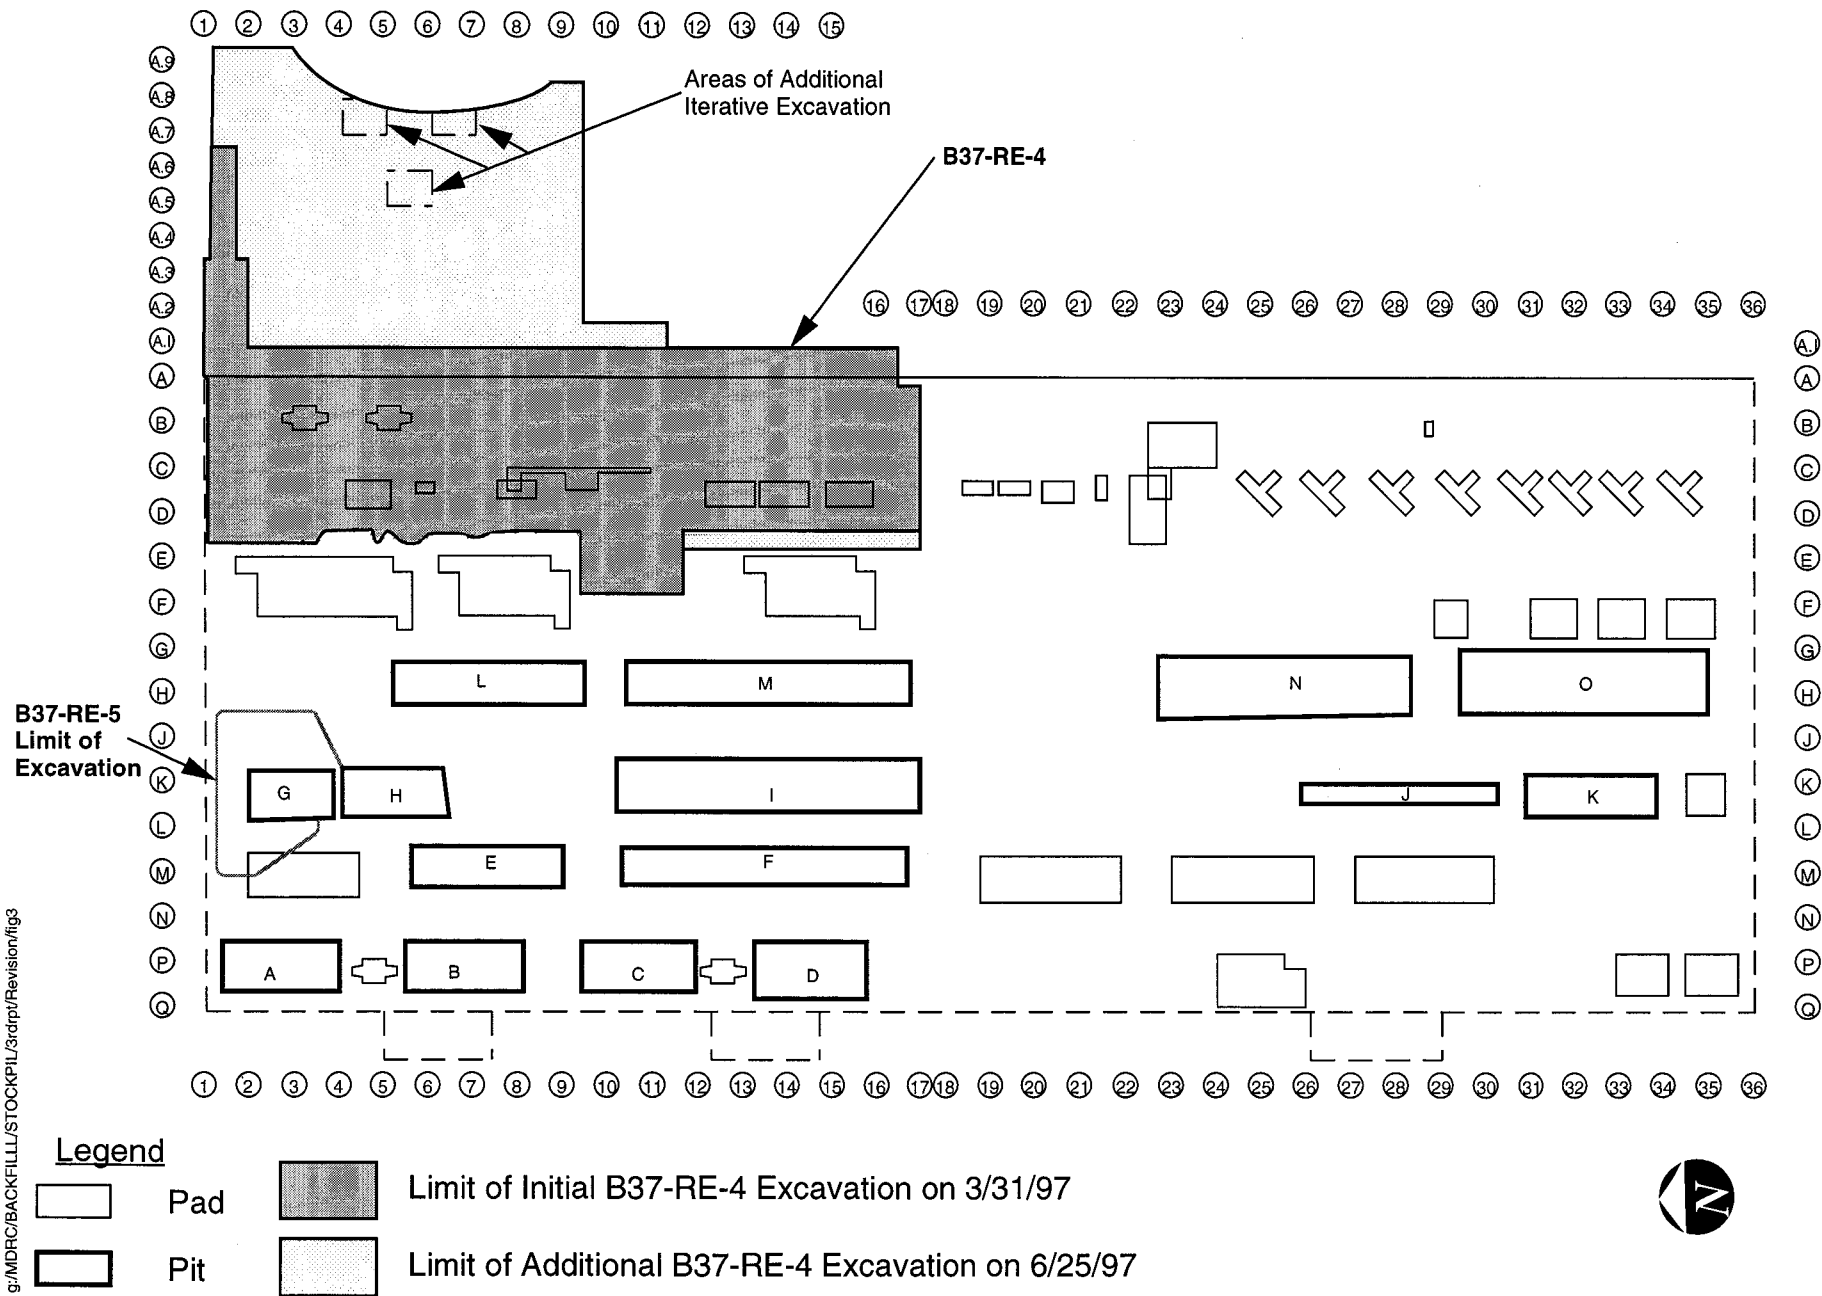 1 2 3 4 5 6 7 8 9 10 11 12 13 14 15
A.9
A.8
A.7
A.6
A.5
A.4
A.3
A.2
A.1
A
B
C
D
E
F
G
H
J
K
L
M
N
P
Q
Areas of Additional
Iterative Excavation
B37-RE-4
16 17 18 19 20 21 22 23 24 25 26 27 28 29 30 31 32 33 34 35 36
A.1
A
B
C
D
E
F
G
H
J
K
L
M
N
P
Q
L M N O
B37-RE-5
Limit of
Excavation
G H I J K
E F
A B C D
1 2 3 4 5 6 7 8 9 10 11 12 13 14 15 16 17 18 19 20 21 22 23 24 25 26 27 28 29 30 31 32 33 34 35 36
Legend
Pad
Limit of Initial B37-RE-4 Excavation on 3/31/97
Pit
Limit of Additional B37-RE-4 Excavation on 6/25/97
N
g:/MDRC/BACKFILLL/STOCKPIL/3rdrpt/Revision/fig3